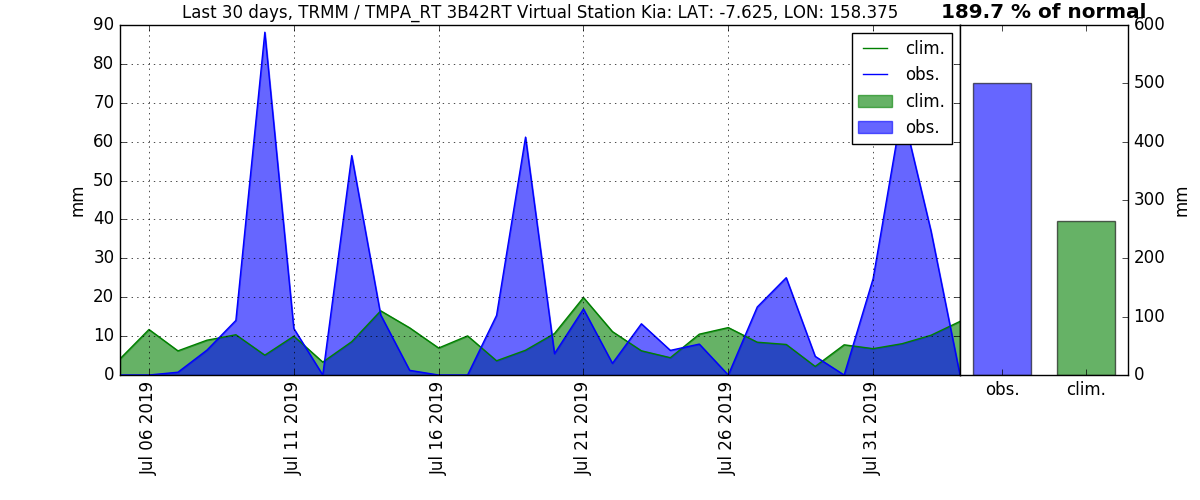 Last 30 days, TRMM / TMPA_RT 3B42RT Virtual Station Kia: LAT: -7.625, LON: 158.375
189.7 % of normal
90
80
70
60
50
40
30
20
10
0
mm
clim.
obs.
clim.
obs.
Jul 06 2019
Jul 11 2019
Jul 16 2019
Jul 21 2019
Jul 26 2019
Jul 31 2019
600
500
400
300
200
100
0
mm
obs.
clim.